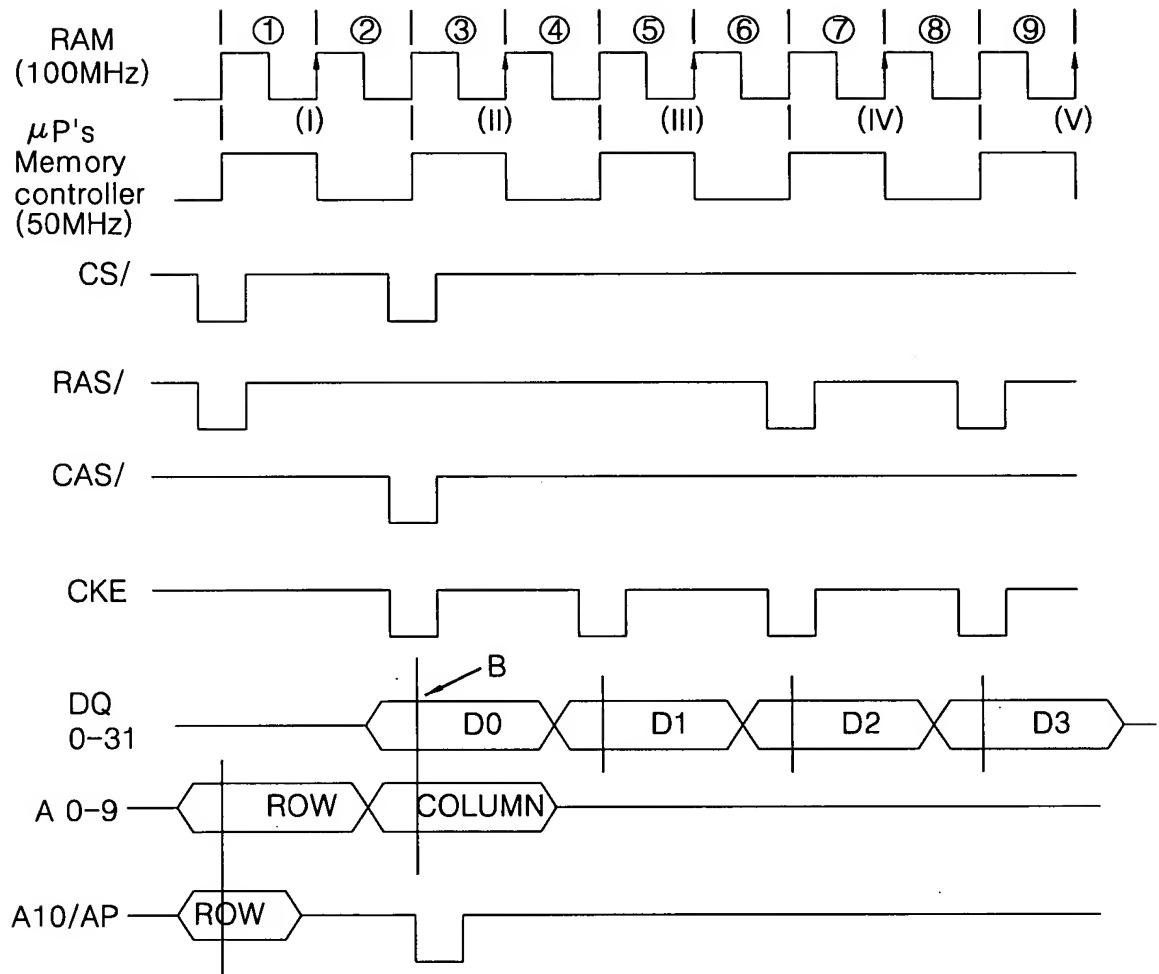 ① ② ③ ④ ⑤ ⑥ ⑦ ⑧ ⑨
RAM
(100MHz)
(I) (II) (III) (IV) (V)
μP's
Memory
controller
(50MHz)
CS/
RAS/
CAS/
CKE
B
DQ
0-31
D0 D1 D2 D3
A 0-9
ROW COLUMN
A10/AP
ROW